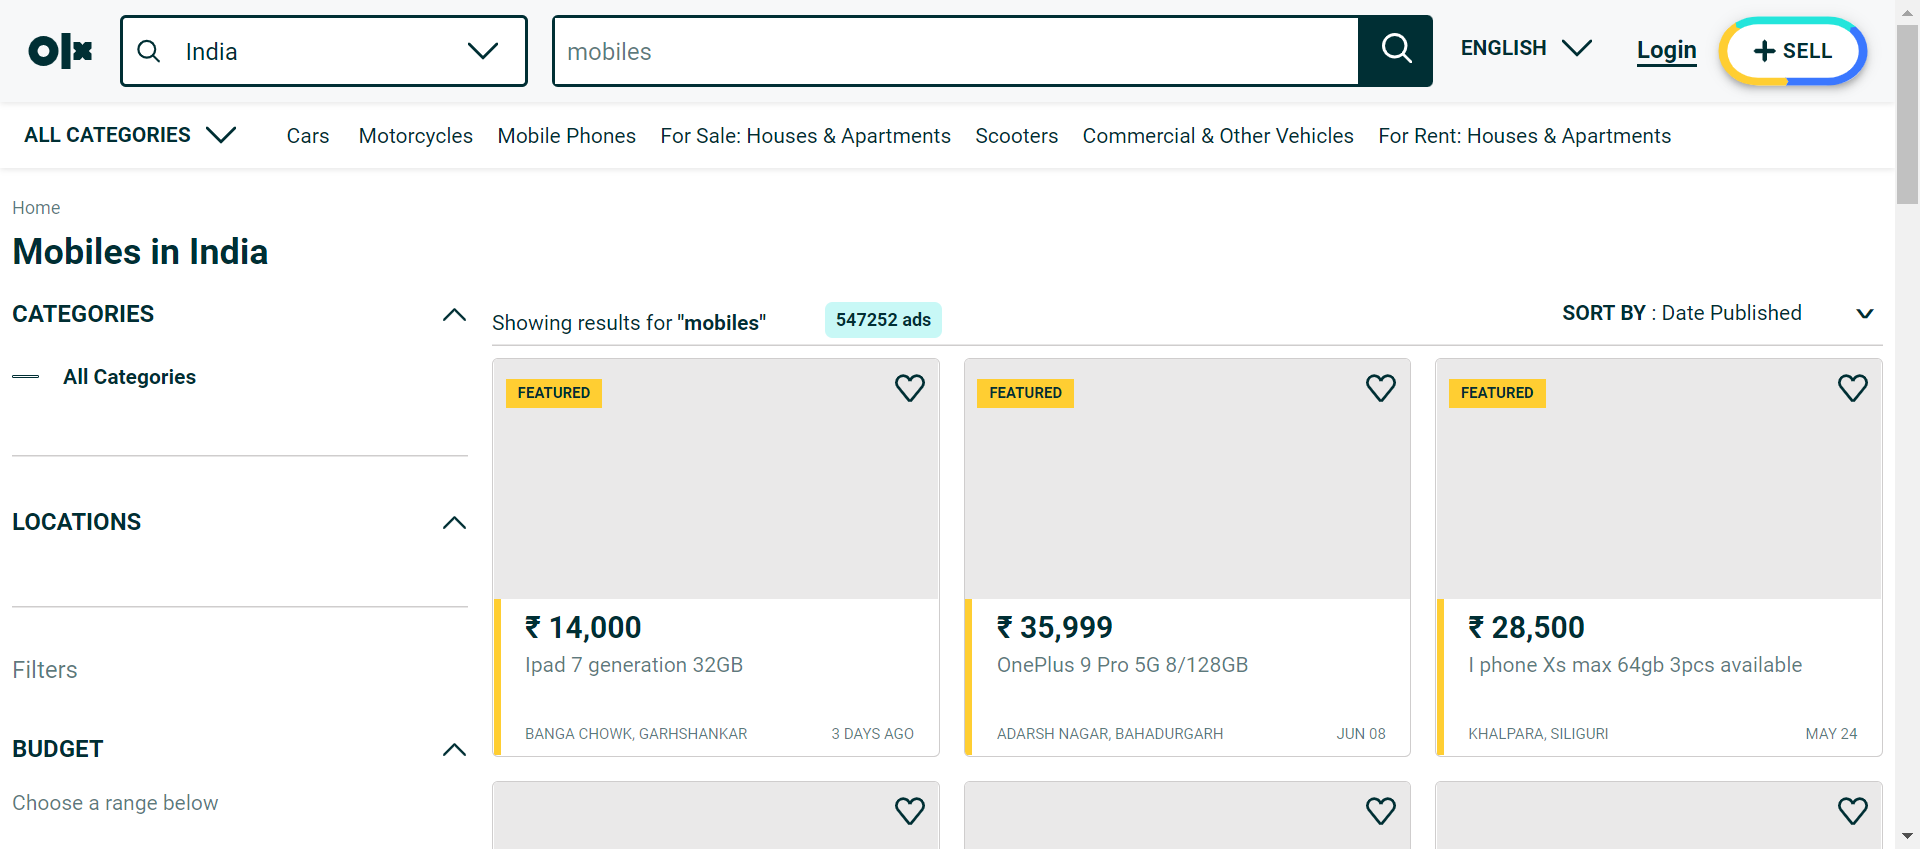 olx
India
mobiles
ENGLISH
Login
SELL
ALL CATEGORIES
Cars
Motorcycles
Mobile Phones
For Sale: Houses & Apartments
Scooters
Commercial & Other Vehicles
For Rent: Houses & Apartments
Home
Mobiles in India
CATEGORIES
All Categories
LOCATIONS
Filters
BUDGET
Choose a range below
Showing results for "mobiles"
547252 ads
SORT BY : Date Published
FEATURED
₹ 14,000
Ipad 7 generation 32GB
BANGA CHOWK, GARHSHANKAR
3 DAYS AGO
FEATURED
₹ 35,999
OnePlus 9 Pro 5G 8/128GB
ADARSH NAGAR, BAHADURGARH
JUN 08
FEATURED
₹ 28,500
I phone Xs max 64gb 3pcs available
KHALPARA, SILIGURI
MAY 24